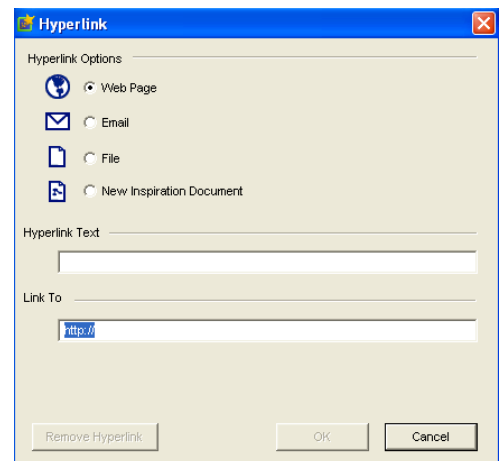 Hyperlink
Hyperlink Options
Web Page
Email
File
New Inspiration Document
Hyperlink Text
Link To
http://
Remove Hyperlink OK Cancel